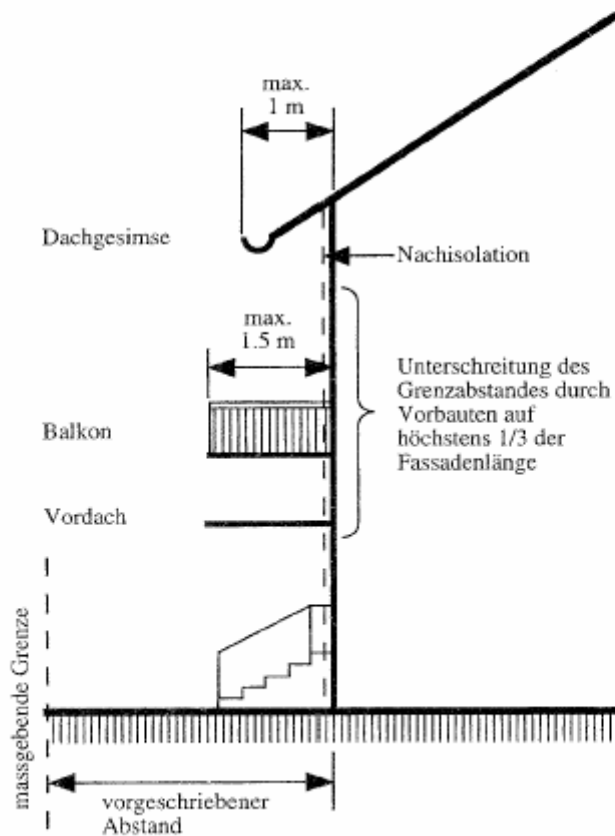 max.
1 m
Dachgesimse
Nachisolation
max.
1.5 m
Unterschreitung des
Grenzabstandes durch
Vorbauten auf
höchstens 1/3 der
Fassadenlänge
Balkon
Vordach
massgebende Grenze
vorgeschriebener
Abstand